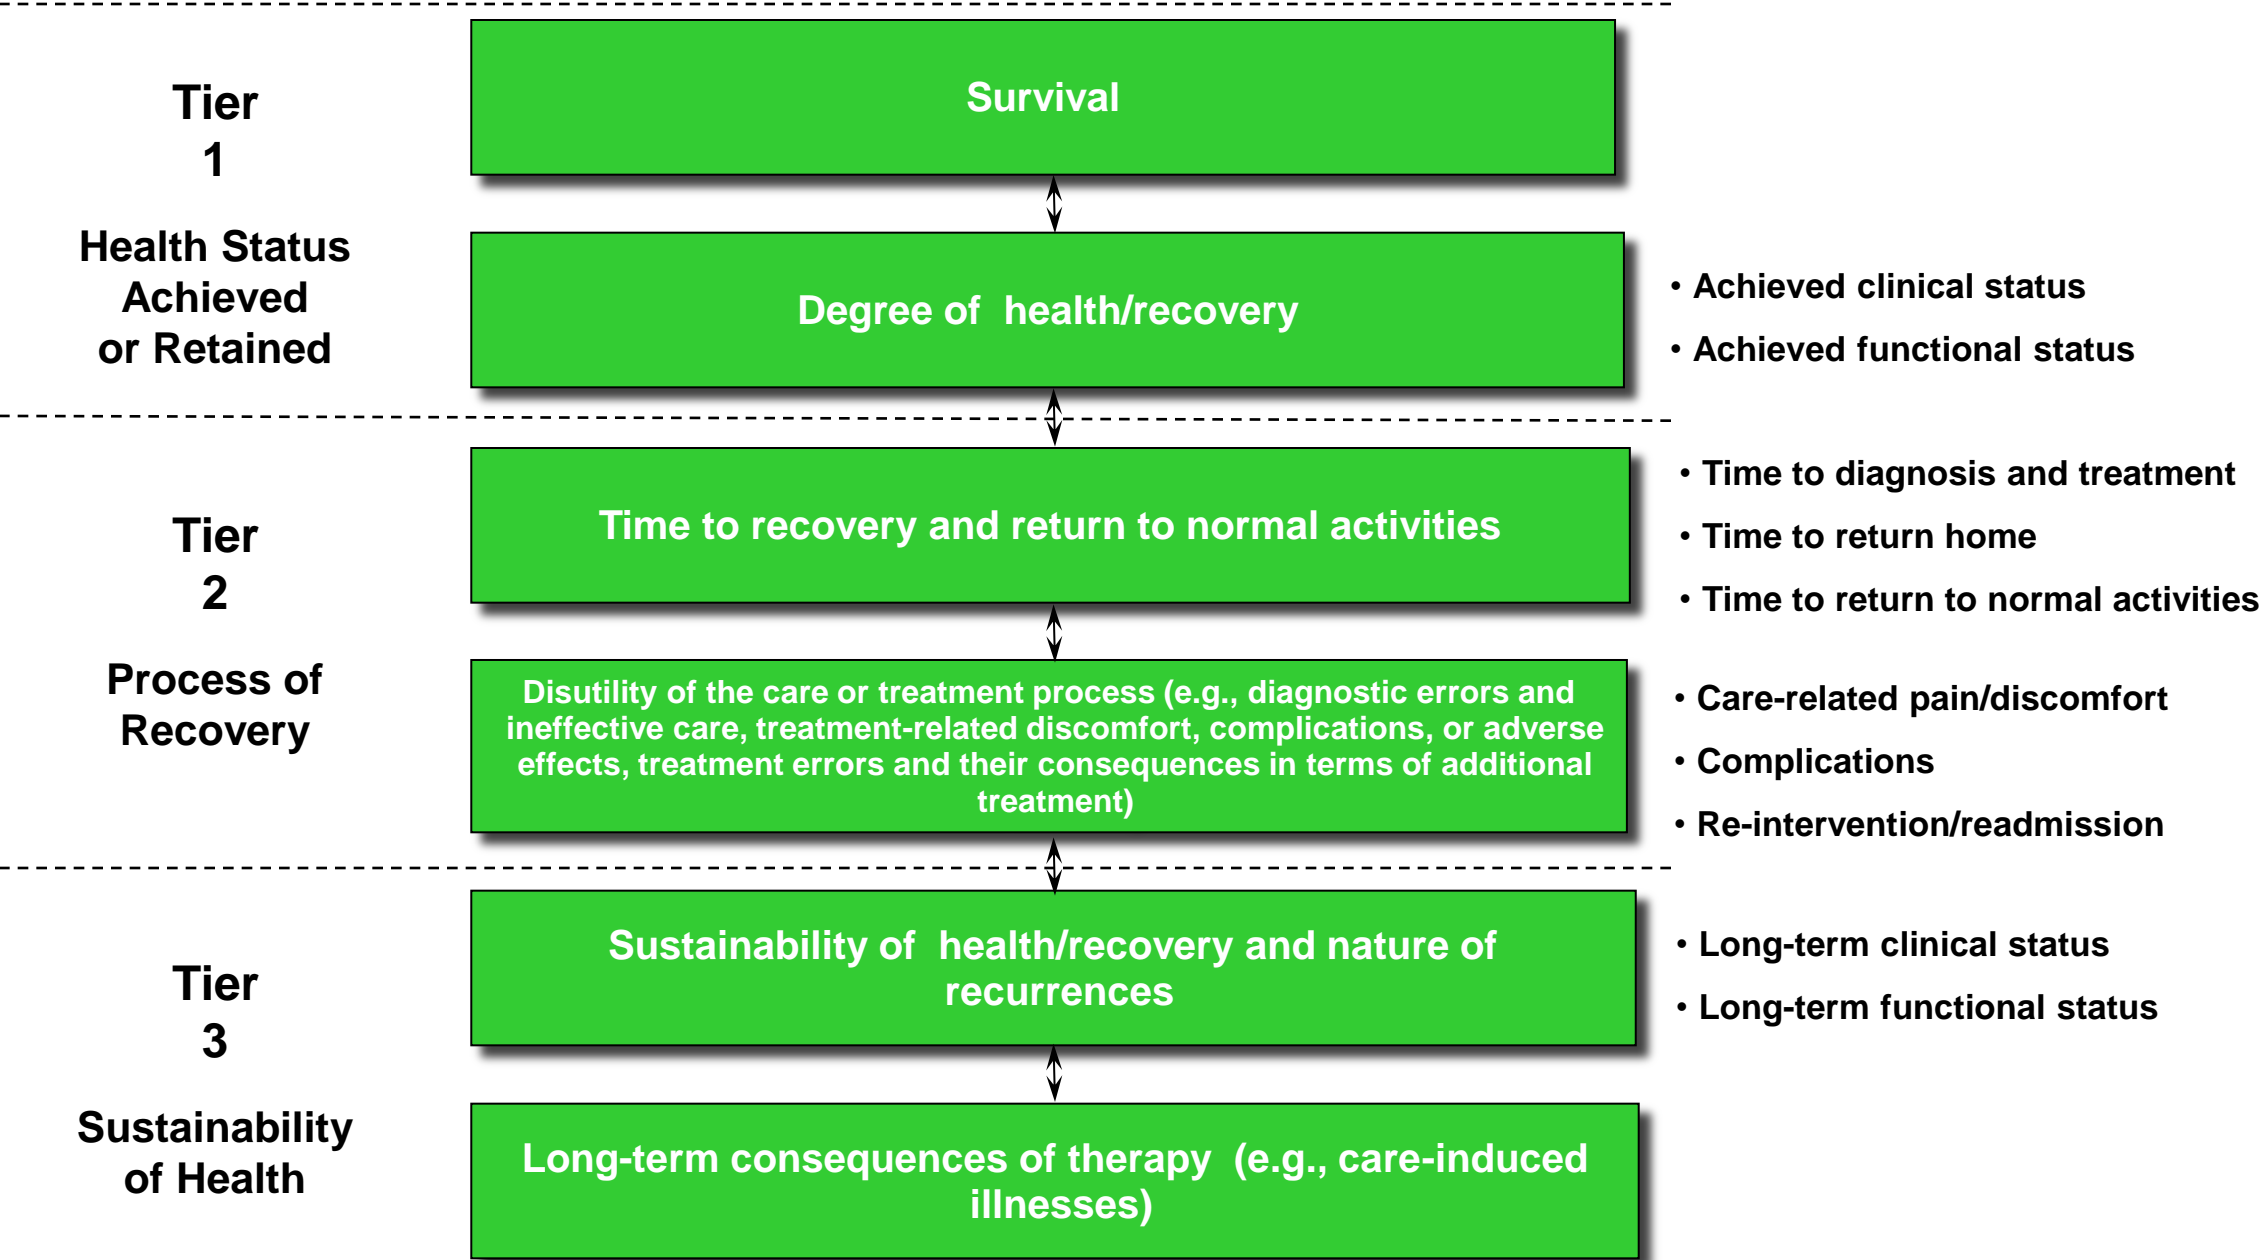 Tier
1
Health Status
Achieved
or Retained
Survival
Degree of health/recovery
• Achieved clinical status
• Achieved functional status
Tier
2
Process of
Recovery
Time to recovery and return to normal activities
• Time to diagnosis and treatment
• Time to return home
• Time to return to normal activities
Disutility of the care or treatment process (e.g., diagnostic errors and
ineffective care, treatment-related discomfort, complications, or adverse
effects, treatment errors and their consequences in terms of additional
treatment)
• Care-related pain/discomfort
• Complications
• Re-intervention/readmission
Tier
3
Sustainability
of Health
Sustainability of health/recovery and nature of
recurrences
• Long-term clinical status
• Long-term functional status
Long-term consequences of therapy (e.g., care-induced
illnesses)